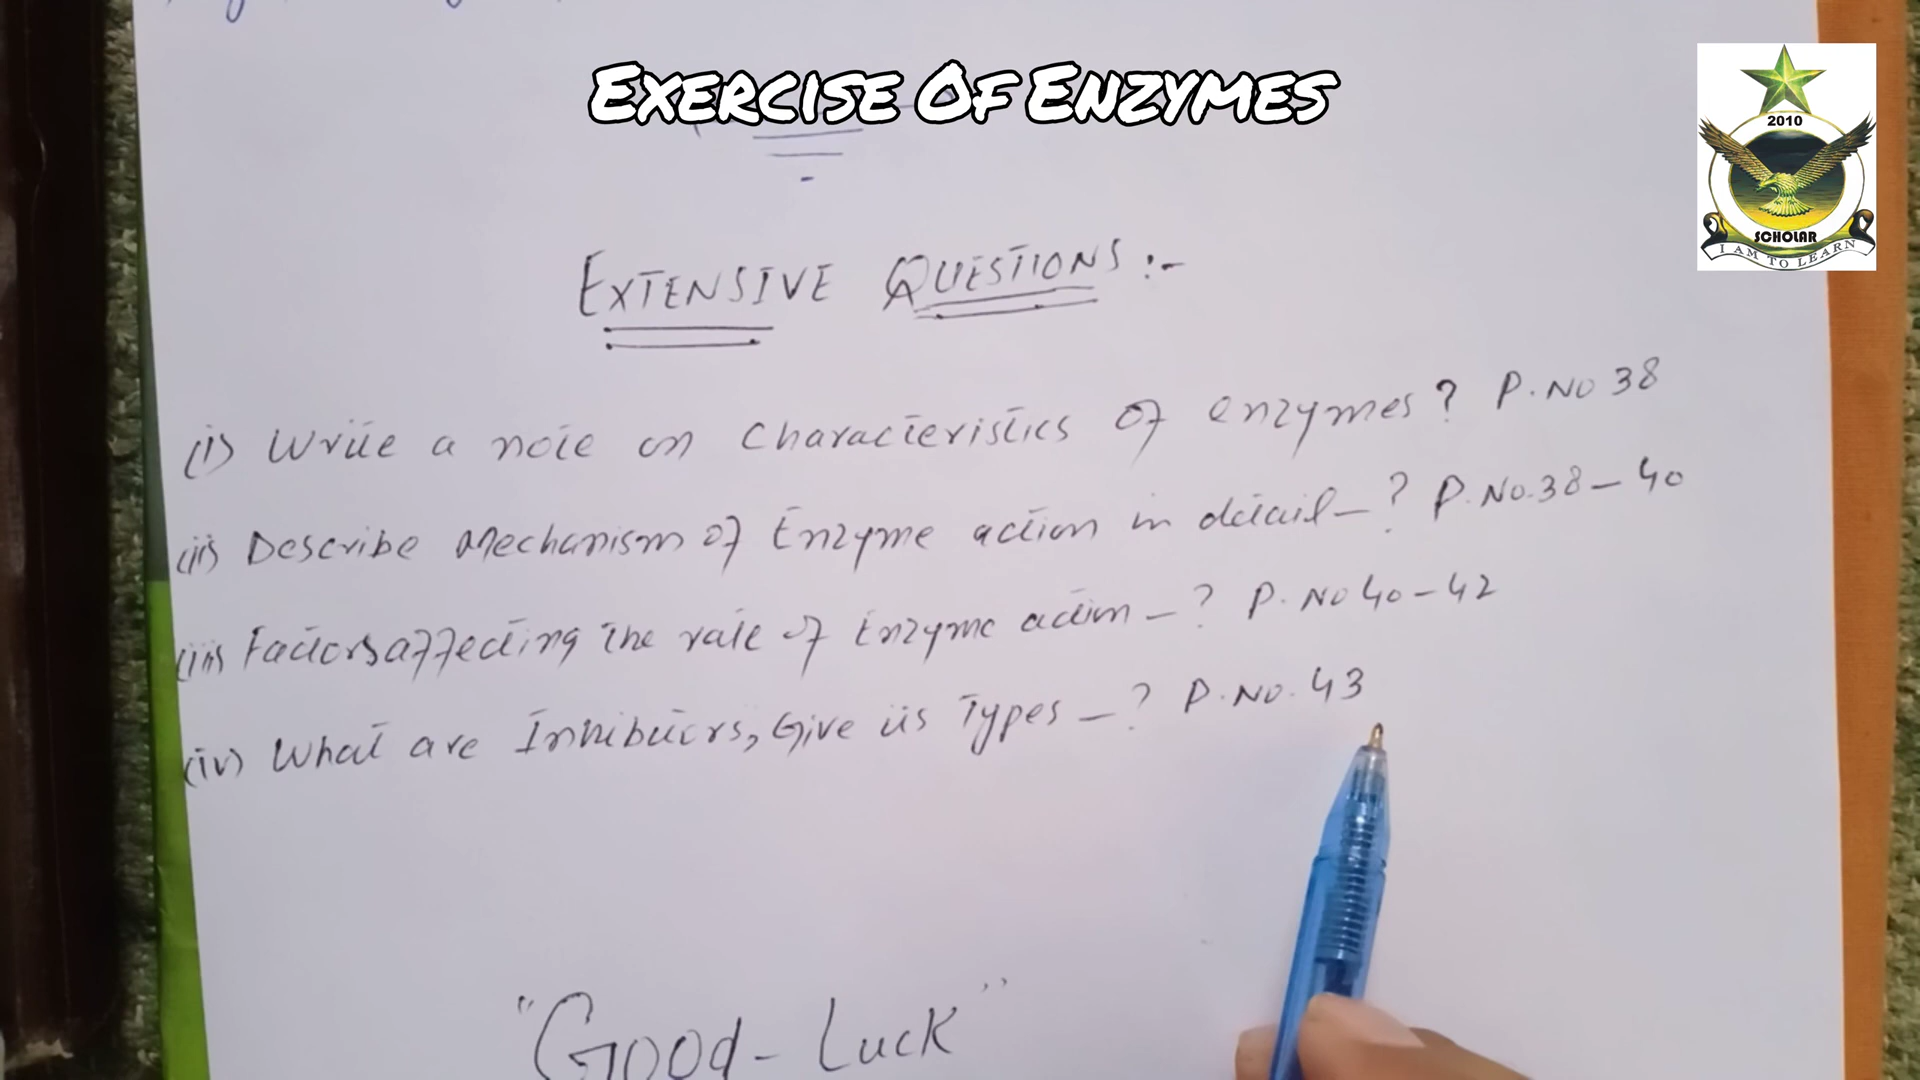 Exercise Of Enzymes
2010
SCHOLAR
I AM TO LEARN
EXTENSIVE QUESTIONS :-
(i) Write a note on Characteristics of enzymes? P.No 38
(ii) Describe Mechanism of Enzyme action in detail—? P.No.38–40
(iii) Factors affecting the rate of Enzyme action —? P.No 40–42
(iv) What are Inhibitors, Give its Types —? P.No. 43
"Good-Luck"